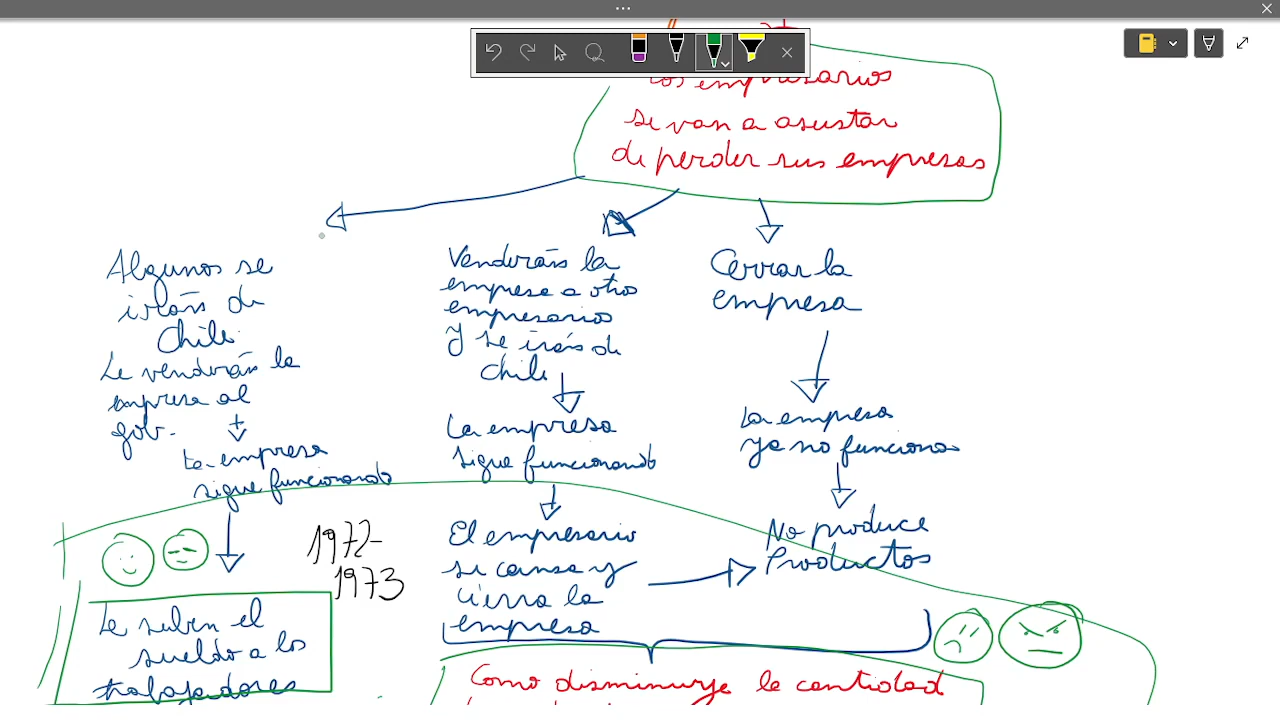 los empresarios
se van a asustar
de perder sus empresas
Algunos se
irán de
Chile.
Le venderán la
empresa al
gob.
+
La empresa
sigue funcionando
Le suben el
sueldo a los
trabajadores
1972-
1973
Venderán la
empresa a otros
empresarios
y se irán de
Chile
La empresa
sigue funcionando
El empresario
se cansa y
cierra la
empresa
Cerrar la
empresa
La empresa
ya no funciona
No produce
Productos
Como disminuye la cantidad